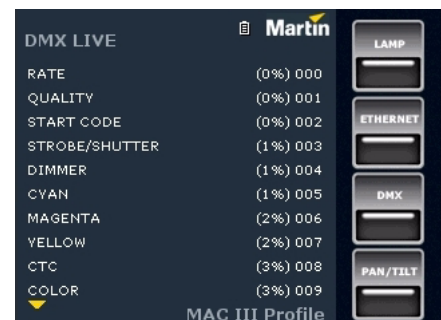 DMX LIVE
Martin
RATE (0%) 000
QUALITY (0%) 001
START CODE (0%) 002
STROBE/SHUTTER (1%) 003
DIMMER (1%) 004
CYAN (1%) 005
MAGENTA (2%) 006
YELLOW (2%) 007
CTC (3%) 008
COLOR (3%) 009
MAC III Profile
LAMP
ETHERNET
DMX
PAN/TILT